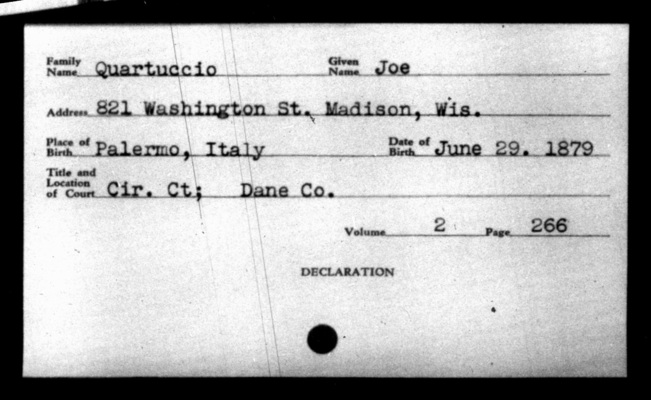 Family Name Quartuccio Given Name Joe
Address 821 Washington St. Madison, Wis.
Place of Birth Palermo, Italy Date of Birth June 29. 1879
Title and Location of Court Cir. Ct; Dane Co.
Volume 2 Page 266
DECLARATION